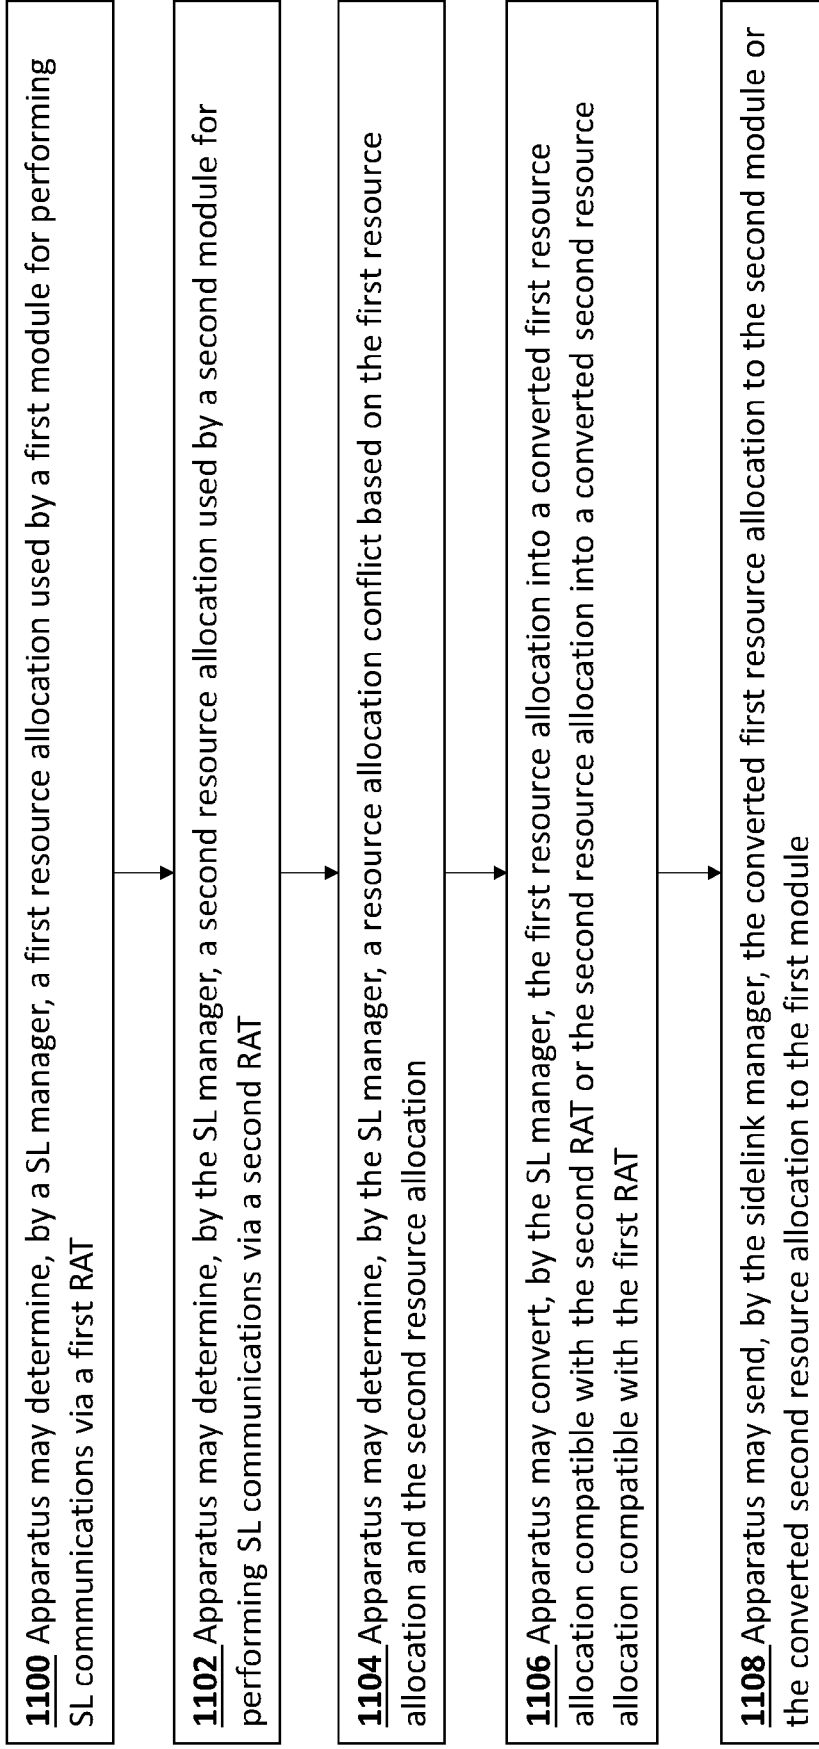 1100 Apparatus may determine, by a SL manager, a first resource allocation used by a first module for performing
SL communications via a first RAT
1102 Apparatus may determine, by the SL manager, a second resource allocation used by a second module for
performing SL communications via a second RAT
1104 Apparatus may determine, by the SL manager, a resource allocation conflict based on the first resource
allocation and the second resource allocation
1106 Apparatus may convert, by the SL manager, the first resource allocation into a converted first resource
allocation compatible with the second RAT or the second resource allocation into a converted second resource
allocation compatible with the first RAT
1108 Apparatus may send, by the sidelink manager, the converted first resource allocation to the second module or
the converted second resource allocation to the first module